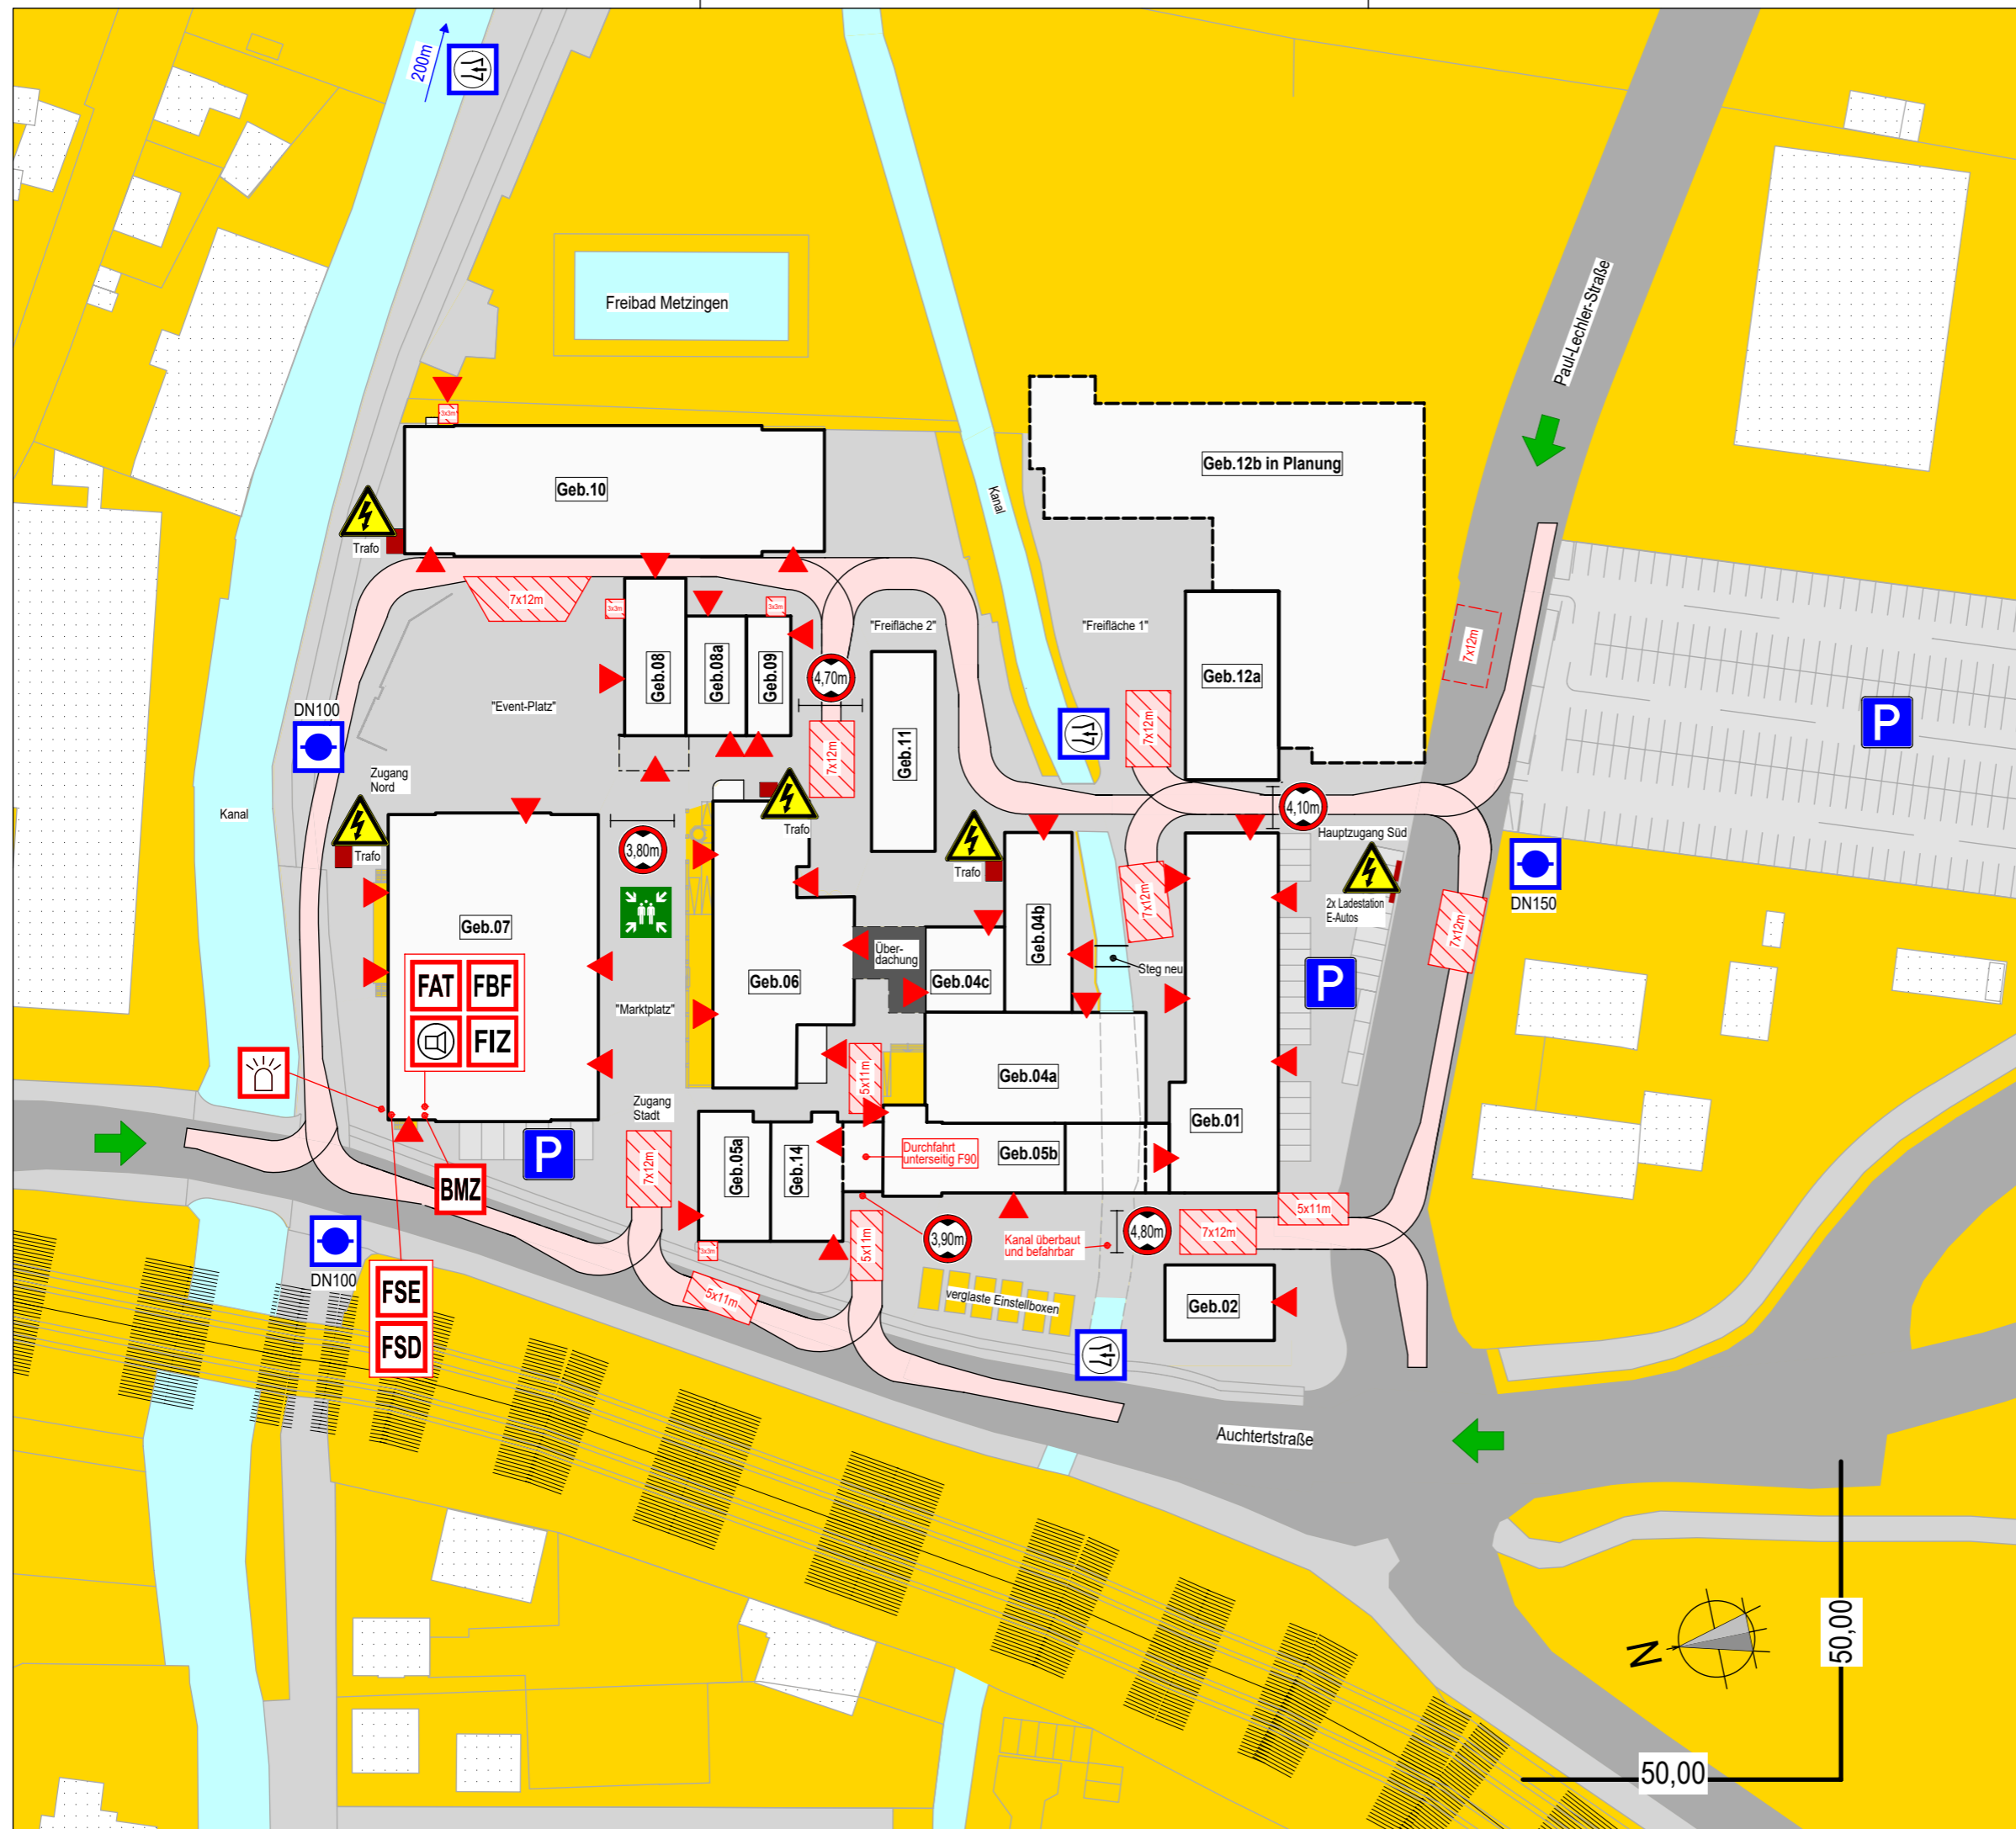 200m
Freibad Metzingen
Paul-Lechler-Straße
3x3m
Geb.12b in Planung
Geb.10
Kanal
Trafo
7x12m
3x3m
3x3m
"Freifläche 2"
"Freifläche 1"
7x12m
Geb.08
Geb.08a
Geb.09
4,70m
Geb.12a
"Event-Platz"
DN100
7x12m
7x12m
P
Geb.11
Zugang
Nord
Kanal
4,10m
Trafo
Hauptzugang Süd
3,80m
Trafo
Trafo
7x12m
2x Ladestation
E-Autos
DN150
7x12m
Geb.07
Geb.04b
Über-
dachung
Steg neu
FAT
FBF
Geb.06
Geb.04c
P
"Marktplatz"
FIZ
5x11m
Geb.04a
Zugang
Stadt
Geb.01
P
7x12m
Geb.05a
Geb.14
Durchfahrt
unterseitig F90
Geb.05b
BMZ
5x11m
3x3m
5x11m
3,90m
Kanal überbaut
und befahrbar
4,80m
7x12m
DN100
FSE
5x11m
verglaste Einstellboxen
Geb.02
FSD
Auchtertstraße
N
50,00
50,00